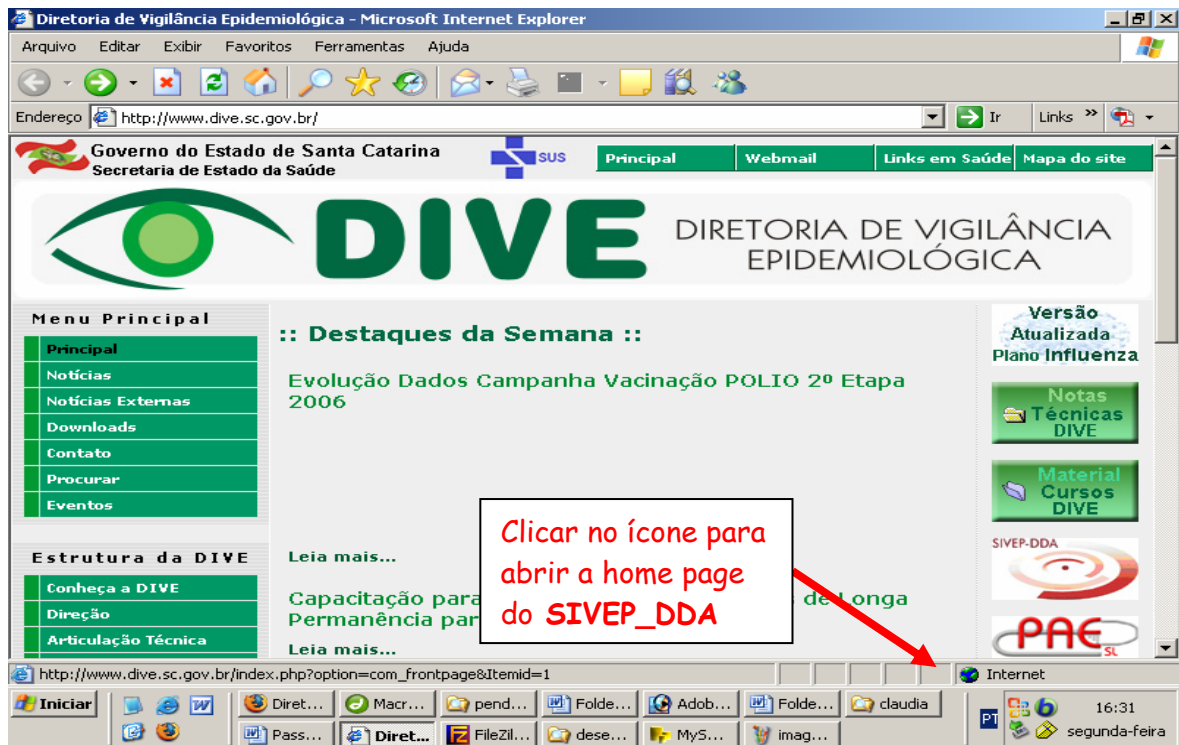 Diretoria de Vigilância Epidemiológica - Microsoft Internet Explorer
Arquivo Editar Exibir Favoritos Ferramentas Ajuda
Endereço http://www.dive.sc.gov.br/ Ir Links »
Governo do Estado de Santa Catarina
Secretaria de Estado da Saúde
SUS
Principal Webmail Links em Saúde Mapa do site
DIVE
DIRETORIA DE VIGILÂNCIA
EPIDEMIOLÓGICA
Menu Principal
Principal
Notícias
Notícias Externas
Downloads
Contato
Procurar
Eventos
Estrutura da DIVE
Conheça a DIVE
Direção
Articulação Técnica
:: Destaques da Semana ::
Evolução Dados Campanha Vacinação POLIO 2º Etapa
2006
Leia mais...
Capacitação para s de Longa
Permanência par
Leia mais...
Clicar no ícone para
abrir a home page
do SIVEP_DDA
Versão
Atualizada
Plano Influenza
Notas
Técnicas
DIVE
Material
Cursos
DIVE
SIVEP-DDA
PAE
SL
http://www.dive.sc.gov.br/index.php?option=com_frontpage&Itemid=1 Internet
Iniciar Diret... Macr... pend... Folde... Adob... Folde... claudia 16:31
Pass... Diret... FileZil... dese... MyS... imag... PT segunda-feira